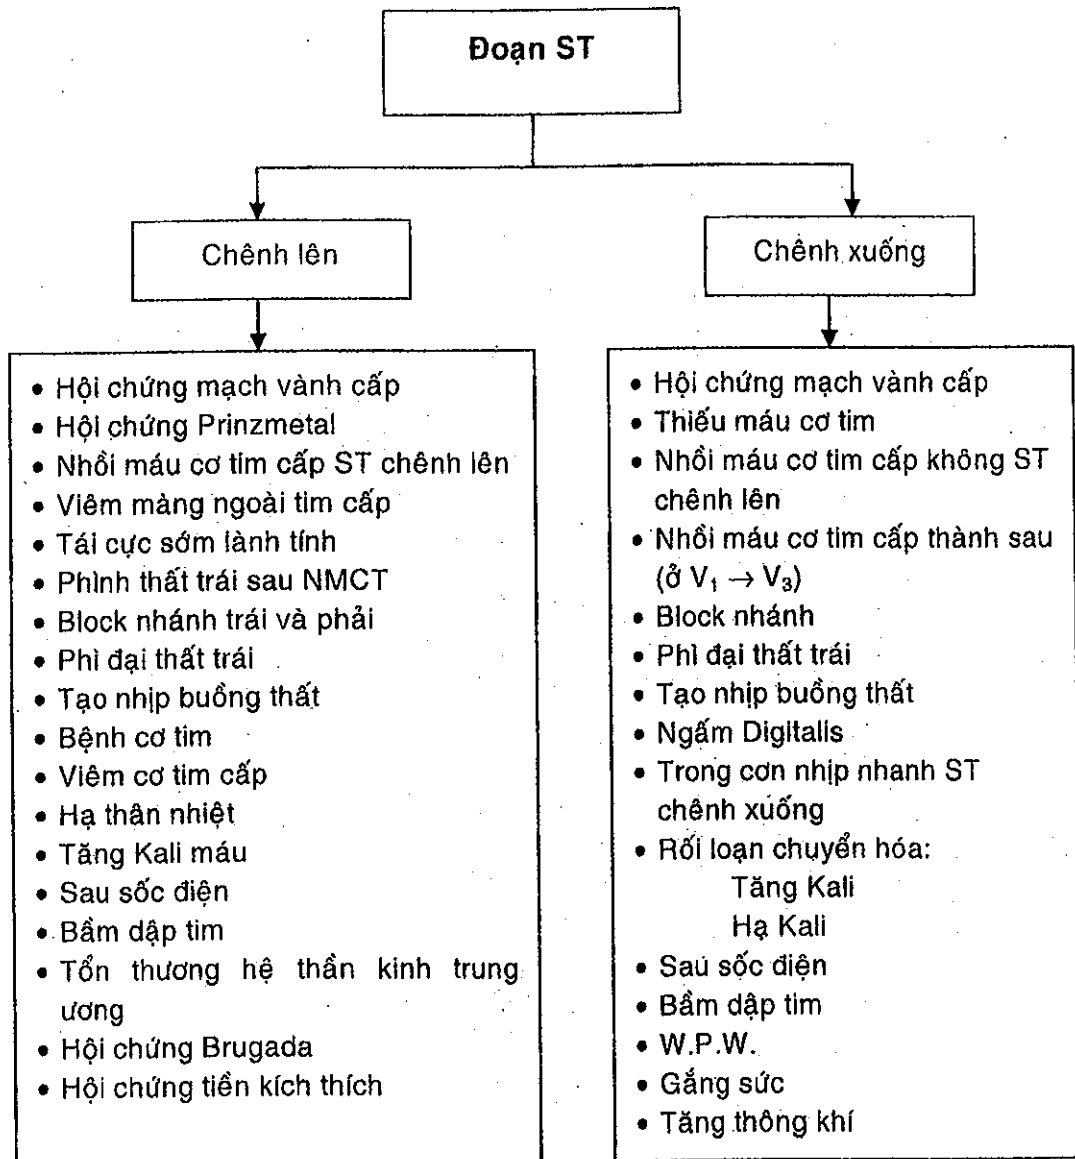 Đoạn ST
Chênh lên
Chênh xuống
• Hội chứng mạch vành cấp
• Hội chứng Prinzmetal
• Nhồi máu cơ tim cấp ST chênh lên
• Viêm màng ngoài tim cấp
• Tái cực sớm lành tính
• Phình thất trái sau NMCT
• Block nhánh trái và phải
• Phì đại thất trái
• Tạo nhịp buồng thất
• Bệnh cơ tim
• Viêm cơ tim cấp
• Hạ thân nhiệt
• Tăng Kali máu
• Sau sốc điện
• Bầm dập tim
• Tổn thương hệ thần kinh trung
ương
• Hội chứng Brugada
• Hội chứng tiền kích thích
• Hội chứng mạch vành cấp
• Thiếu máu cơ tim
• Nhồi máu cơ tim cấp không ST
chênh lên
• Nhồi máu cơ tim cấp thành sau
(ở V₁ → V₃)
• Block nhánh
• Phì đại thất trái
• Tạo nhịp buồng thất
• Ngấm Digitalis
• Trong cơn nhịp nhanh ST
chênh xuống
• Rối loạn chuyển hóa:
Tăng Kali
Hạ Kali
• Sau sốc điện
• Bầm dập tim
• W.P.W.
• Gắng sức
• Tăng thông khí